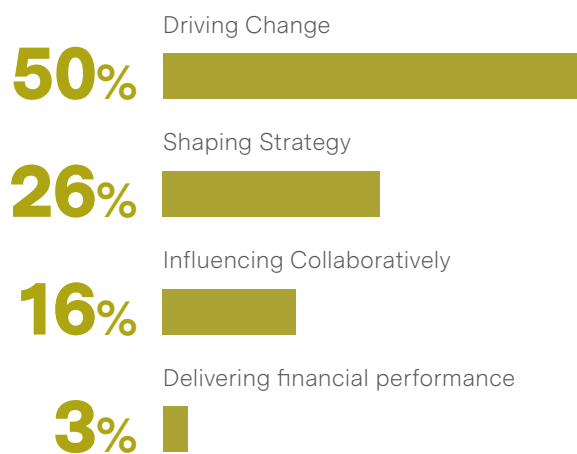 Driving Change
50%
Shaping Strategy
26%
Influencing Collaboratively
16%
Delivering financial performance
3%